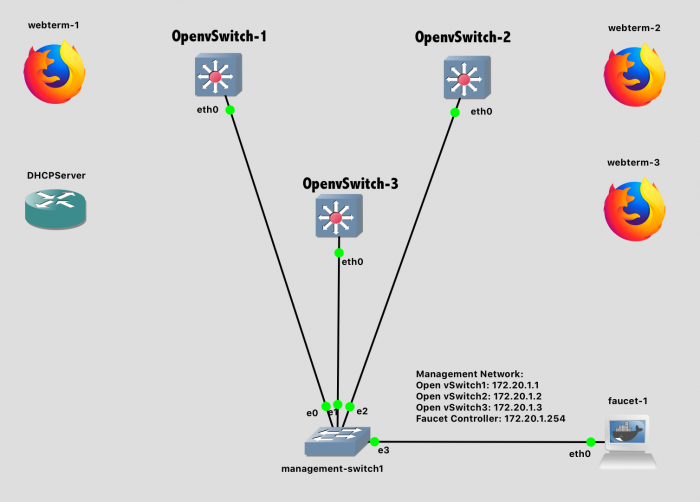 webterm-1
OpenvSwitch-1
OpenvSwitch-2
webterm-2
eth0
eth0
DHCPServer
OpenvSwitch-3
webterm-3
eth0
Management Network:
Open vSwitch1: 172.20.1.1
Open vSwitch2: 172.20.1.2
Open vSwitch3: 172.20.1.3
Faucet Controller: 172.20.1.254
faucet-1
e0
e1
e2
e3
eth0
management-switch1